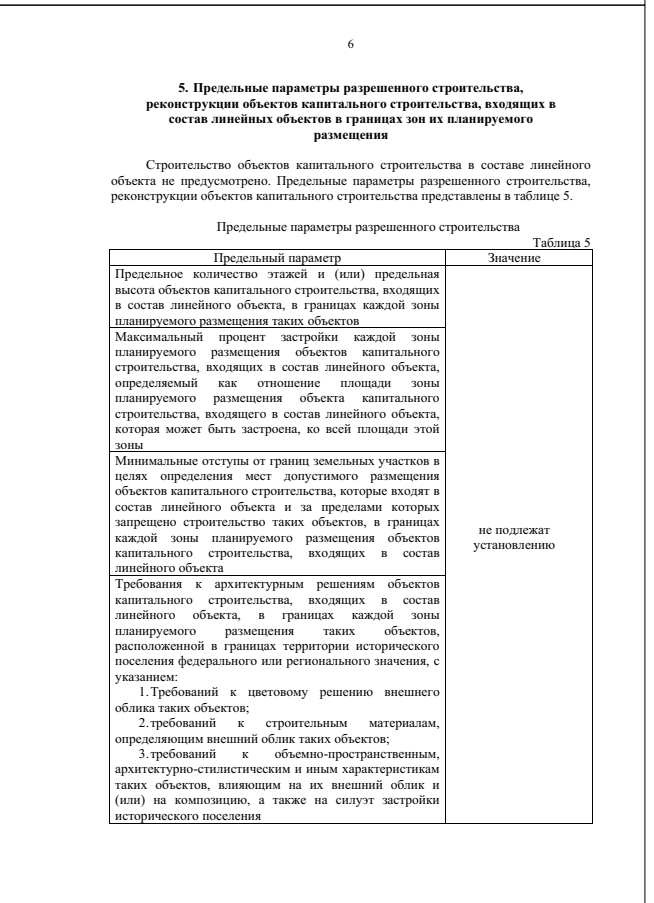 6
5. Предельные параметры разрешенного строительства,
реконструкции объектов капитального строительства, входящих в
состав линейных объектов в границах зон их планируемого
размещения
Строительство объектов капитального строительства в составе линейного
объекта не предусмотрено. Предельные параметры разрешенного строительства,
реконструкции объектов капитального строительства представлены в таблице 5.
Предельные параметры разрешенного строительства
Таблица 5
Предельный параметр
Значение
Предельное количество этажей и (или) предельная
высота объектов капитального строительства, входящих
в состав линейного объекта, в границах каждой зоны
планируемого размещения таких объектов
Максимальный процент застройки каждой зоны
планируемого размещения объектов капитального
строительства, входящих в состав линейного объекта,
определяемый как отношение площади зоны
планируемого размещения объекта капитального
строительства, входящего в состав линейного объекта,
которая может быть застроена, ко всей площади этой
зоны
Минимальные отступы от границ земельных участков в
целях определения мест допустимого размещения
объектов капитального строительства, которые входят в
состав линейного объекта и за пределами которых
запрещено строительство таких объектов, в границах
каждой зоны планируемого размещения объектов
капитального строительства, входящих в состав
линейного объекта
Требования к архитектурным решениям объектов
капитального строительства, входящих в состав
линейного объекта, в границах каждой зоны
планируемого размещения таких объектов,
расположенной в границах территории исторического
поселения федерального или регионального значения, с
указанием:
1.Требований к цветовому решению внешнего
облика таких объектов;
2.требований к строительным материалам,
определяющим внешний облик таких объектов;
3.требований к объемно-пространственным,
архитектурно-стилистическим и иным характеристикам
таких объектов, влияющим на их внешний облик и
(или) на композицию, а также на силуэт застройки
исторического поселения
не подлежат
установлению